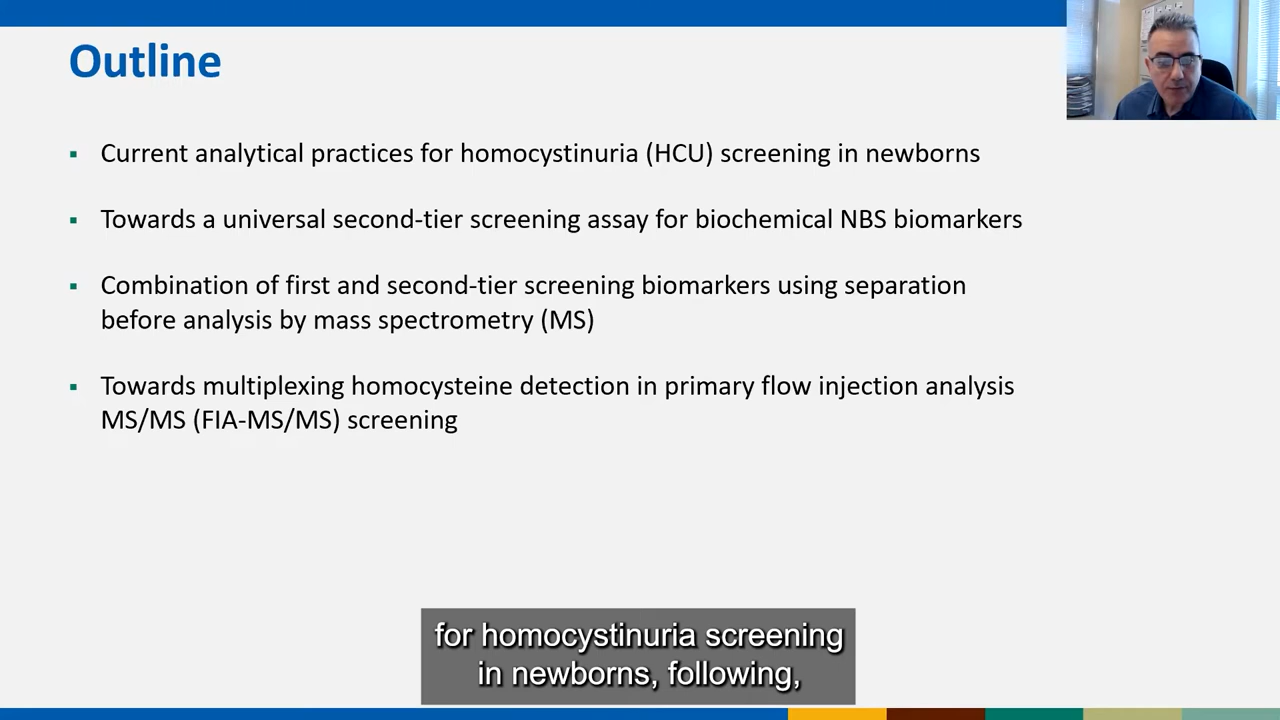 Outline
▪ Current analytical practices for homocystinuria (HCU) screening in newborns
▪ Towards a universal second-tier screening assay for biochemical NBS biomarkers
▪ Combination of first and second-tier screening biomarkers using separation
before analysis by mass spectrometry (MS)
▪ Towards multiplexing homocysteine detection in primary flow injection analysis
MS/MS (FIA-MS/MS) screening
for homocystinuria screening
in newborns, following,